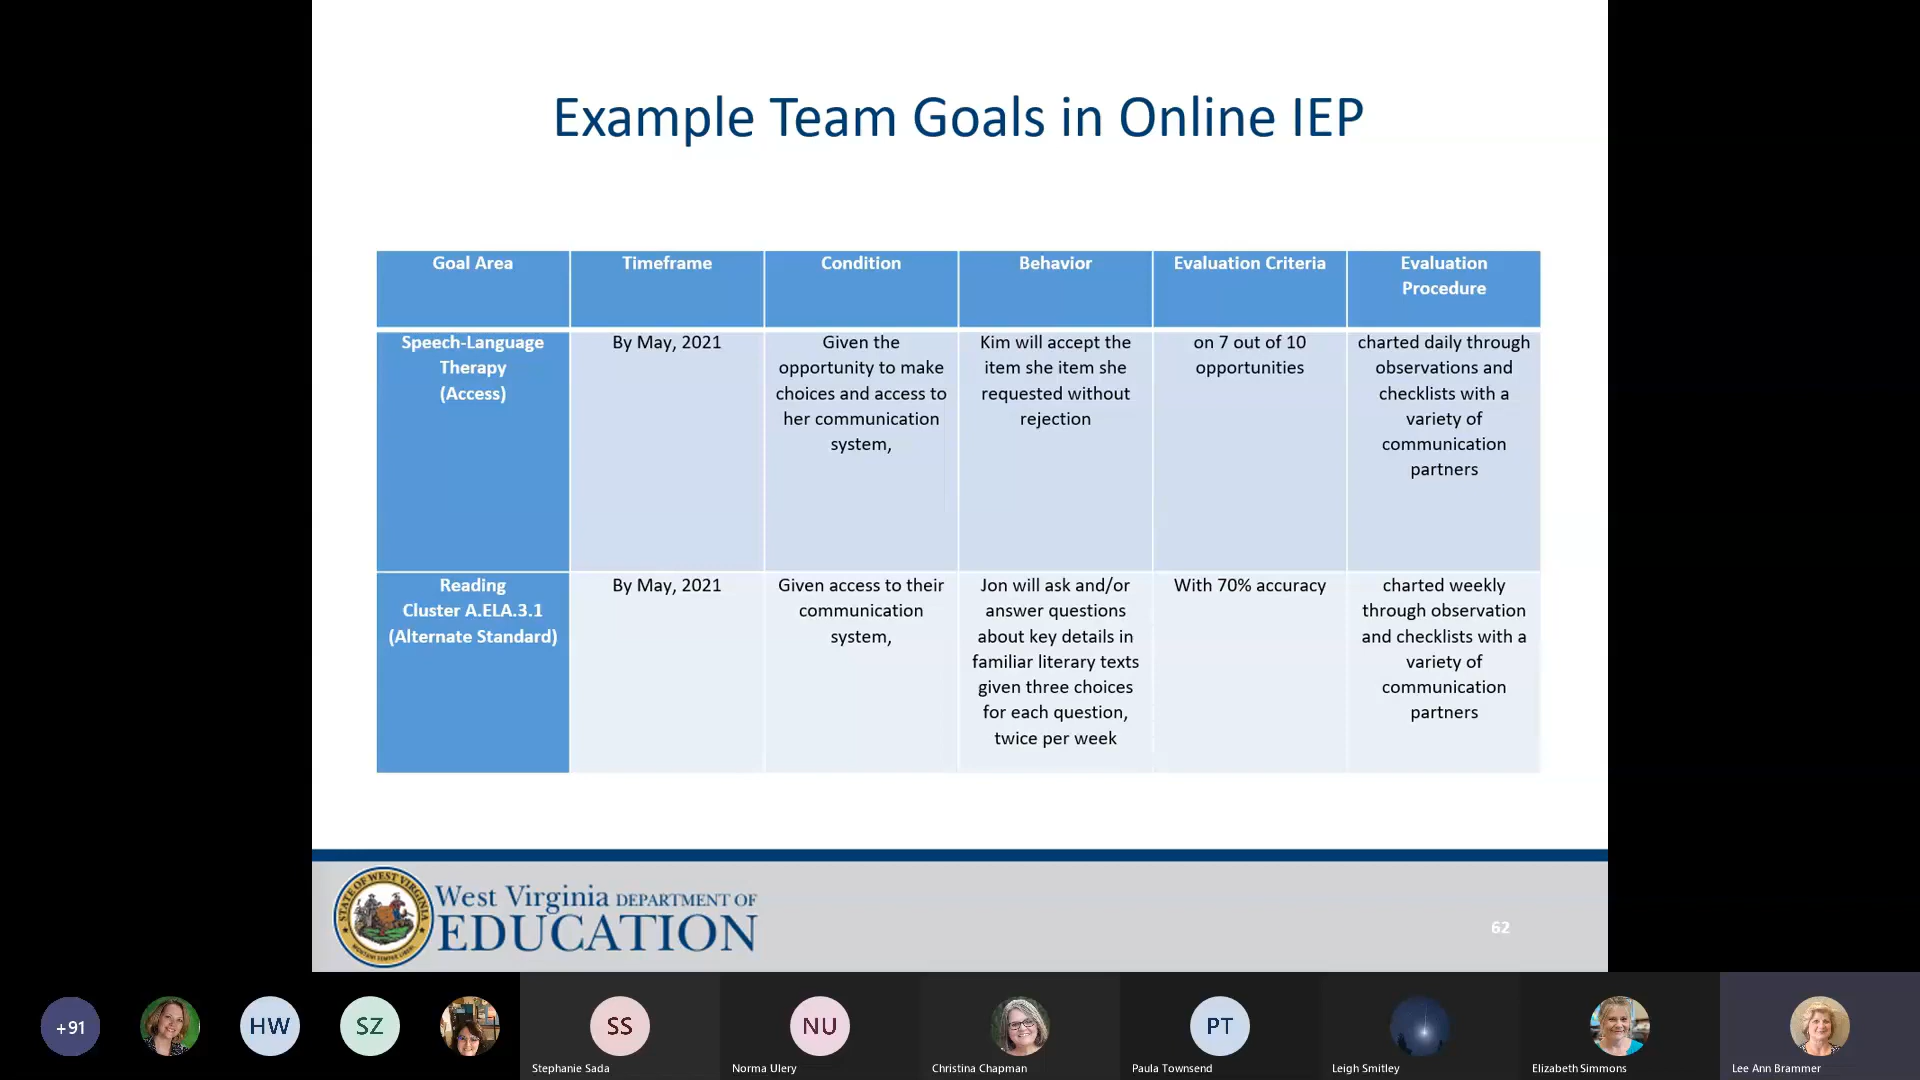 Example Team Goals in Online IEP
Goal Area
Timeframe
Condition
Behavior
Evaluation Criteria
Evaluation
Procedure
Speech-Language
Therapy
(Access)
By May, 2021
Given the
opportunity to make
choices and access to
her communication
system,
Kim will accept the
item she item she
requested without
rejection
on 7 out of 10
opportunities
charted daily through
observations and
checklists with a
variety of
communication
partners
Reading
Cluster A.ELA.3.1
(Alternate Standard)
By May, 2021
Given access to their
communication
system,
Jon will ask and/or
answer questions
about key details in
familiar literary texts
given three choices
for each question,
twice per week
With 70% accuracy
charted weekly
through observation
and checklists with a
variety of
communication
partners
STATE OF WEST VIRGINIA
MONTANI SEMPER LIBERI
West Virginia DEPARTMENT OF
EDUCATION
62
+91
HW
SZ
SS
NU
PT
Stephanie Sada
Norma Ulery
Christina Chapman
Paula Townsend
Leigh Smitley
Elizabeth Simmons
Lee Ann Brammer